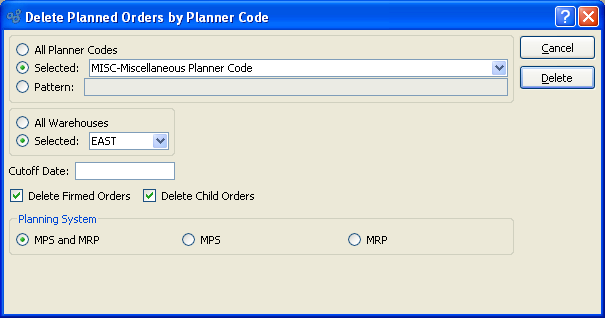 Delete Planned Orders by Planner Code
All Planner Codes
Selected: MISC-Miscellaneous Planner Code
Pattern:
Cancel
Delete
All Warehouses
Selected: EAST
Cutoff Date:
Delete Firmed Orders Delete Child Orders
Planning System
MPS and MRP MPS MRP